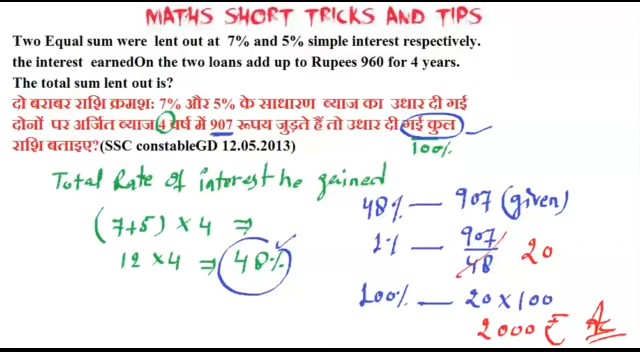 MATHS SHORT TRICKS AND TIPS
Two Equal sum were lent out at 7% and 5% simple interest respectively.
the interest earnedOn the two loans add up to Rupees 960 for 4 years.
The total sum lent out is?
दो बराबर राशि क्रमश: 7% और 5% के साधारण ब्याज का उधार दी गई
दोनों पर अर्जित ब्याज 4 वर्ष में 907 रूपय जुड़ते हैं तो उधार दी गई कुल
राशि बताइए?(SSC constableGD 12.05.2013)
100%
Total Rate of interest he gained
(7+5) × 4 ⇒
12 × 4 ⇒ 48%
48% — 907 (given)
1% — 907/48 20
100% — 20 × 100
2000 ₹ A